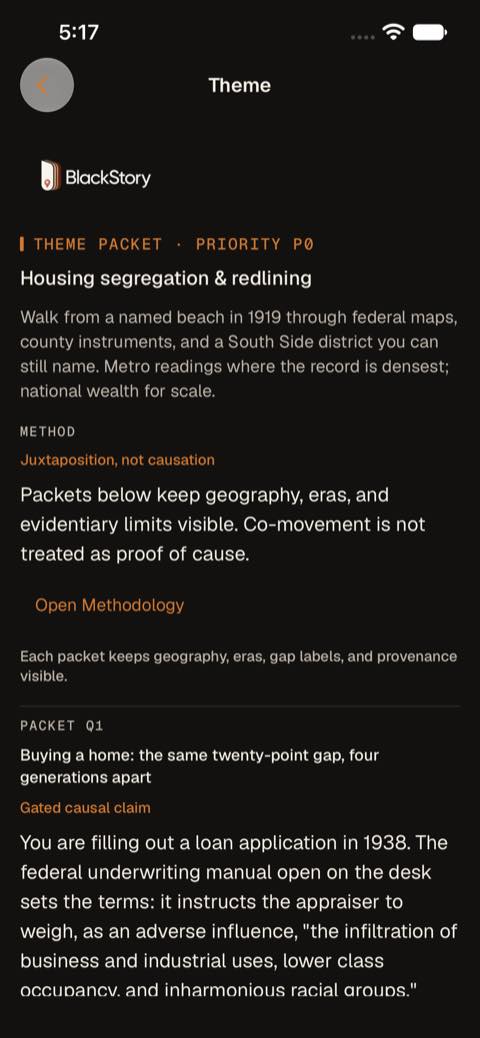 5:17
Theme
BlackStory
THEME PACKET · PRIORITY P0
Housing segregation & redlining
Walk from a named beach in 1919 through federal maps,
county instruments, and a South Side district you can
still name. Metro readings where the record is densest;
national wealth for scale.
METHOD
Juxtaposition, not causation
Packets below keep geography, eras, and
evidentiary limits visible. Co-movement is not
treated as proof of cause.
Open Methodology
Each packet keeps geography, eras, gap labels, and provenance
visible.
PACKET Q1
Buying a home: the same twenty-point gap, four
generations apart
Gated causal claim
You are filling out a loan application in 1938. The
federal underwriting manual open on the desk
sets the terms: it instructs the appraiser to
weigh, as an adverse influence, "the infiltration of
business and industrial uses, lower class
occupancy, and inharmonious racial groups."